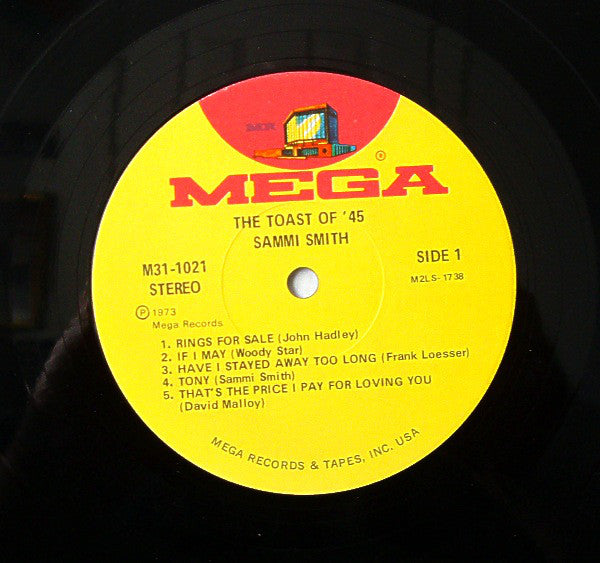 MEGA
®
THE TOAST OF '45
SAMMI SMITH
M31-1021
STEREO
SIDE 1
M2LS-1738
℗ 1973
Mega Records
1. RINGS FOR SALE (John Hadley)
2. IF I MAY (Woody Star)
3. HAVE I STAYED AWAY TOO LONG (Frank Loesser)
4. TONY (Sammi Smith)
5. THAT'S THE PRICE I PAY FOR LOVING YOU
(David Malloy)
MEGA RECORDS & TAPES, INC. USA